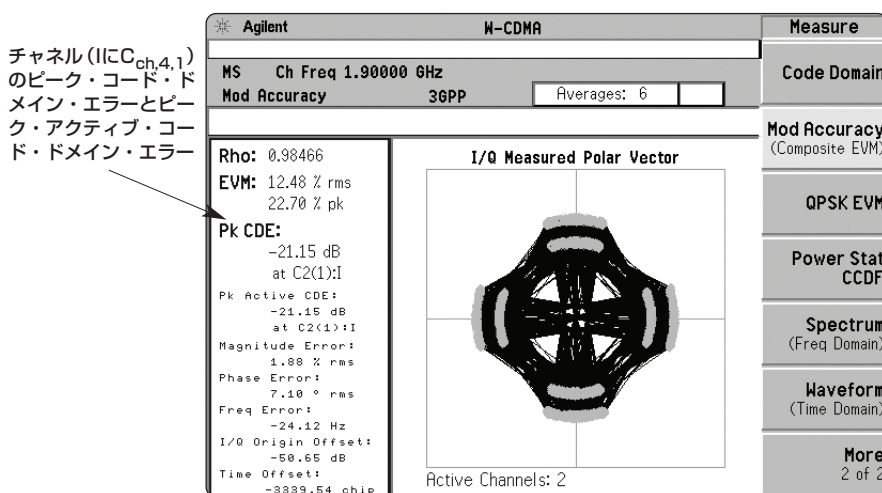 チャネル(IにCch,4,1)
のピーク・コード・ド
メイン・エラーとピー
ク・アクティブ・コー
ド・ドメイン・エラー
Agilent
W-CDMA
MS Ch Freq 1.90000 GHz
Mod Accuracy 3GPP Averages: 6
Rho: 0.98466
EVM: 12.48 % rms
22.70 % pk
Pk CDE:
-21.15 dB
at C2(1):I
Pk Active CDE:
-21.15 dB
at C2(1):I
Magnitude Error:
1.88 % rms
Phase Error:
7.10 ° rms
Freq Error:
-24.12 Hz
I/Q Origin Offset:
-50.65 dB
Time Offset:
-3339.54 chip
I/Q Measured Polar Vector
Active Channels: 2
Measure
Code Domain
Mod Accuracy
(Composite EVM)
QPSK EVM
Power Stat
CCDF
Spectrum
(Freq Domain)
Waveform
(Time Domain)
More
2 of 2